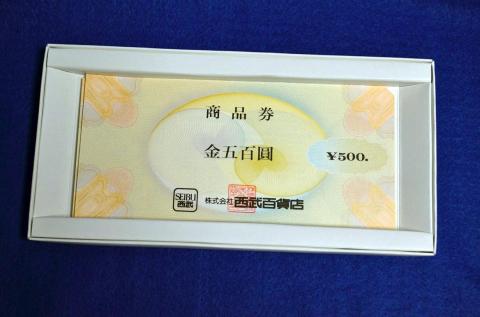 商品券
金五百圓
¥500.
SEIBU
西武
株式会社 西武百貨店